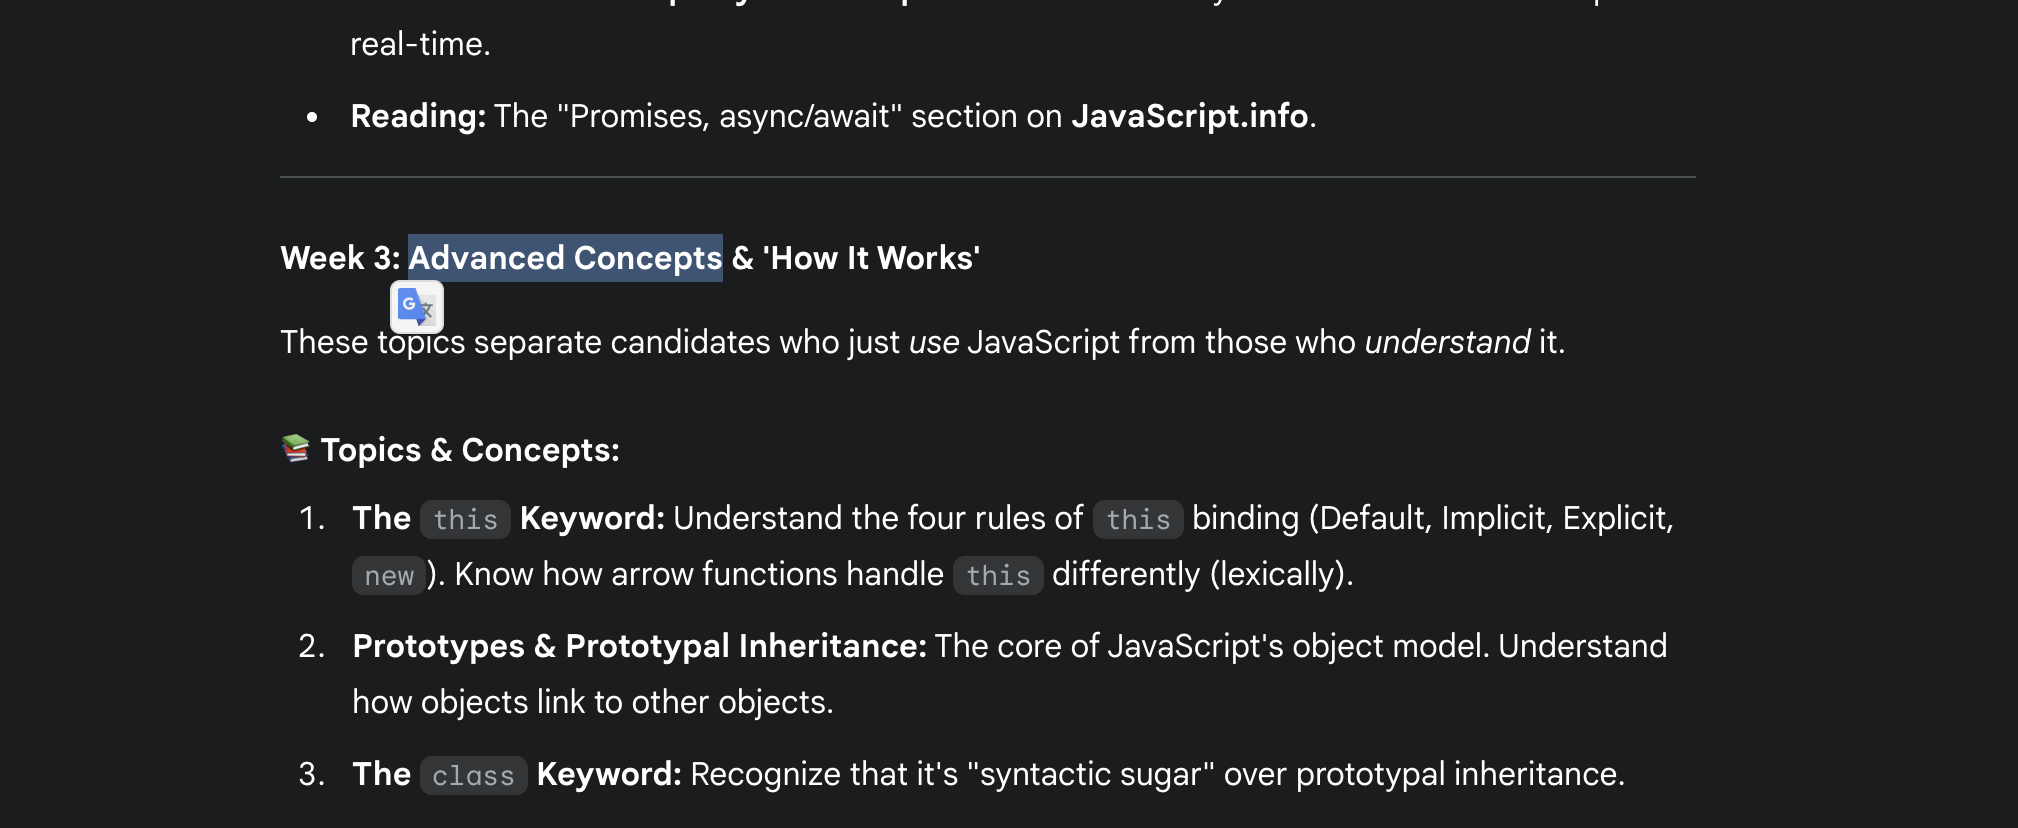 real-time.
• Reading: The "Promises, async/await" section on JavaScript.info.
Week 3: Advanced Concepts & 'How It Works'
These topics separate candidates who just use JavaScript from those who understand it.
📚 Topics & Concepts:
1. The this Keyword: Understand the four rules of this binding (Default, Implicit, Explicit,
new). Know how arrow functions handle this differently (lexically).
2. Prototypes & Prototypal Inheritance: The core of JavaScript's object model. Understand
how objects link to other objects.
3. The class Keyword: Recognize that it's "syntactic sugar" over prototypal inheritance.